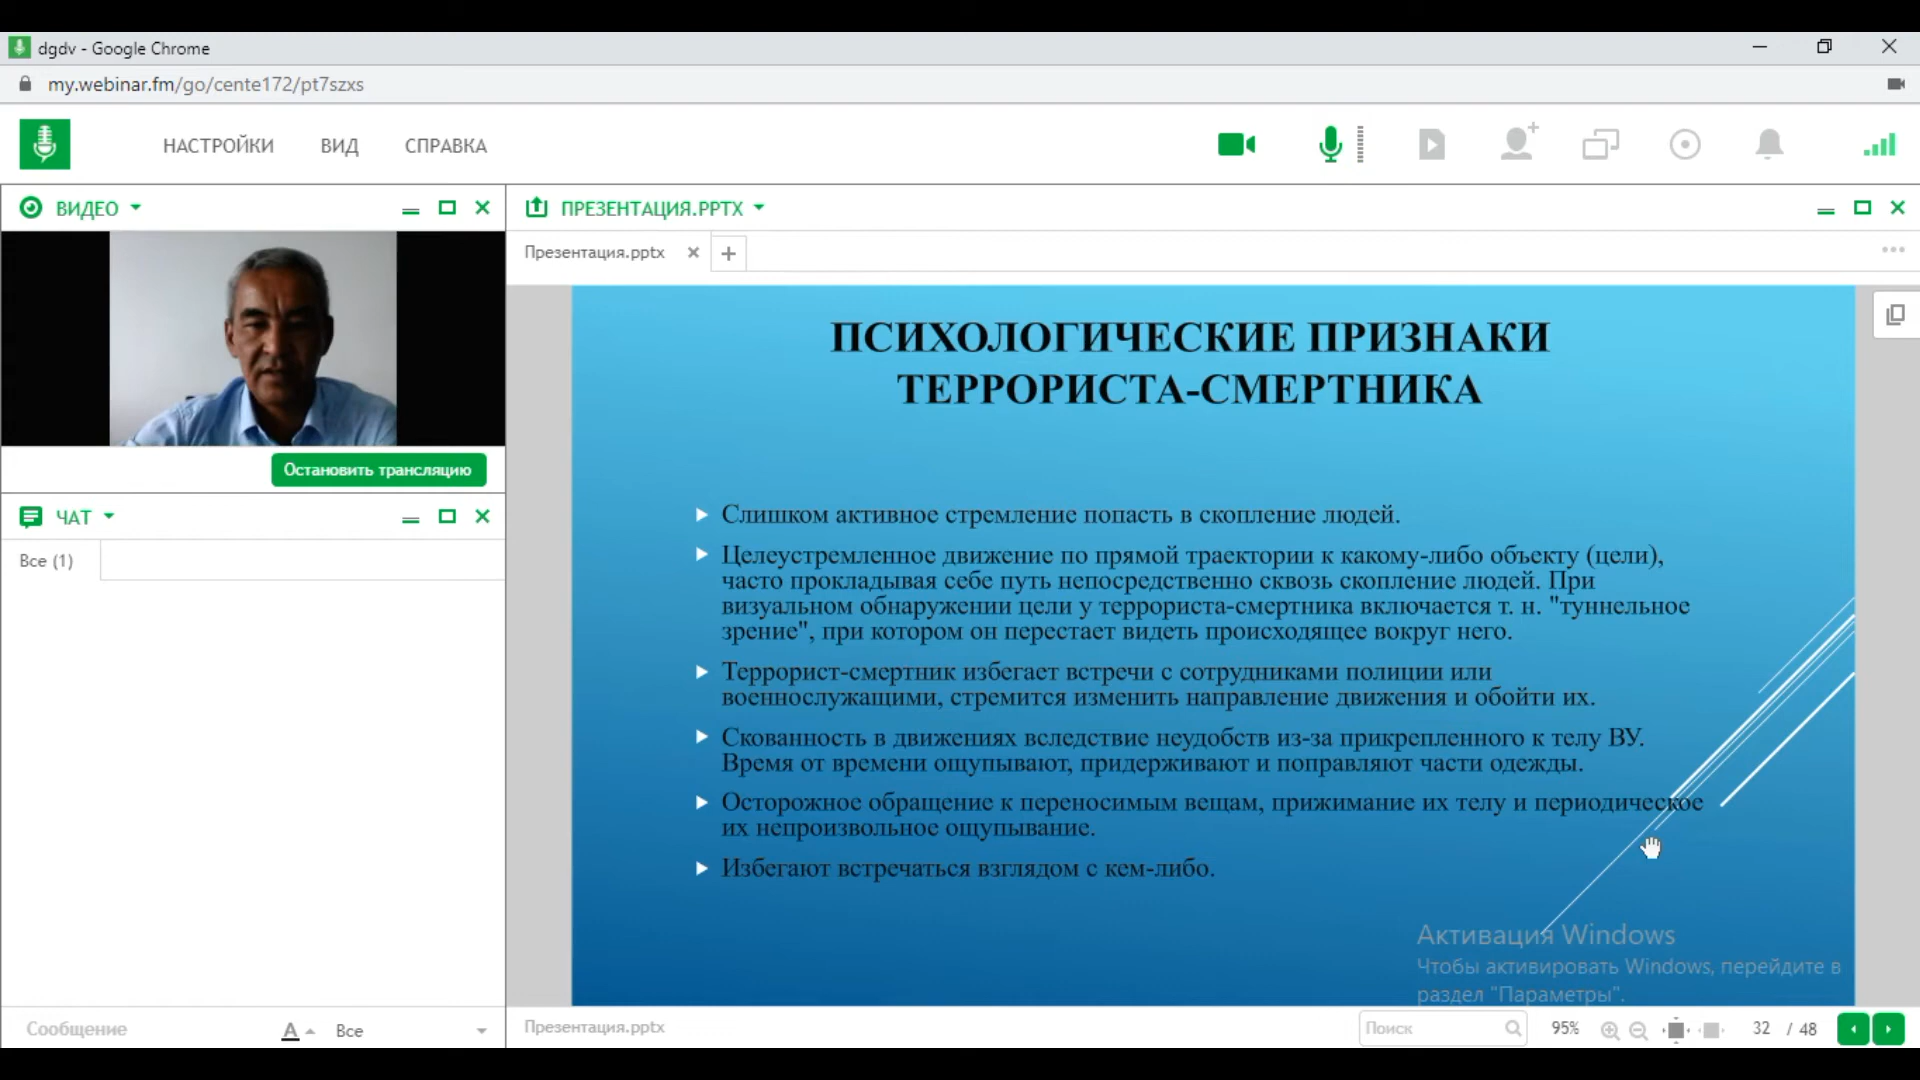 dgdv - Google Chrome
my.webinar.fm/go/cente172/pt7szxs
НАСТРОЙКИ ВИД СПРАВКА
ВИДЕО
Остановить трансляцию
ЧАТ
Все (1)
Сообщение
A Все
ПРЕЗЕНТАЦИЯ.PPTX
Презентация.pptx
ПСИХОЛОГИЧЕСКИЕ ПРИЗНАКИ
ТЕРРОРИСТА-СМЕРТНИКА
Слишком активное стремление попасть в скопление людей.
Целеустремленное движение по прямой траектории к какому-либо объекту (цели),
часто прокладывая себе путь непосредственно сквозь скопление людей. При
визуальном обнаружении цели у террориста-смертника включается т. н. "туннельное
зрение", при котором он перестает видеть происходящее вокруг него.
Террорист-смертник избегает встречи с сотрудниками полиции или
военнослужащими, стремится изменить направление движения и обойти их.
Скованность в движениях вследствие неудобств из-за прикрепленного к телу ВУ.
Время от времени ощупывают, придерживают и поправляют части одежды.
Осторожное обращение к переносимым вещам, прижимание их телу и периодическое
их непроизвольное ощупывание.
Избегают встречаться взглядом с кем-либо.
Активация Windows
Чтобы активировать Windows, перейдите в
раздел "Параметры".
Презентация.pptx
Поиск
95%
32 / 48